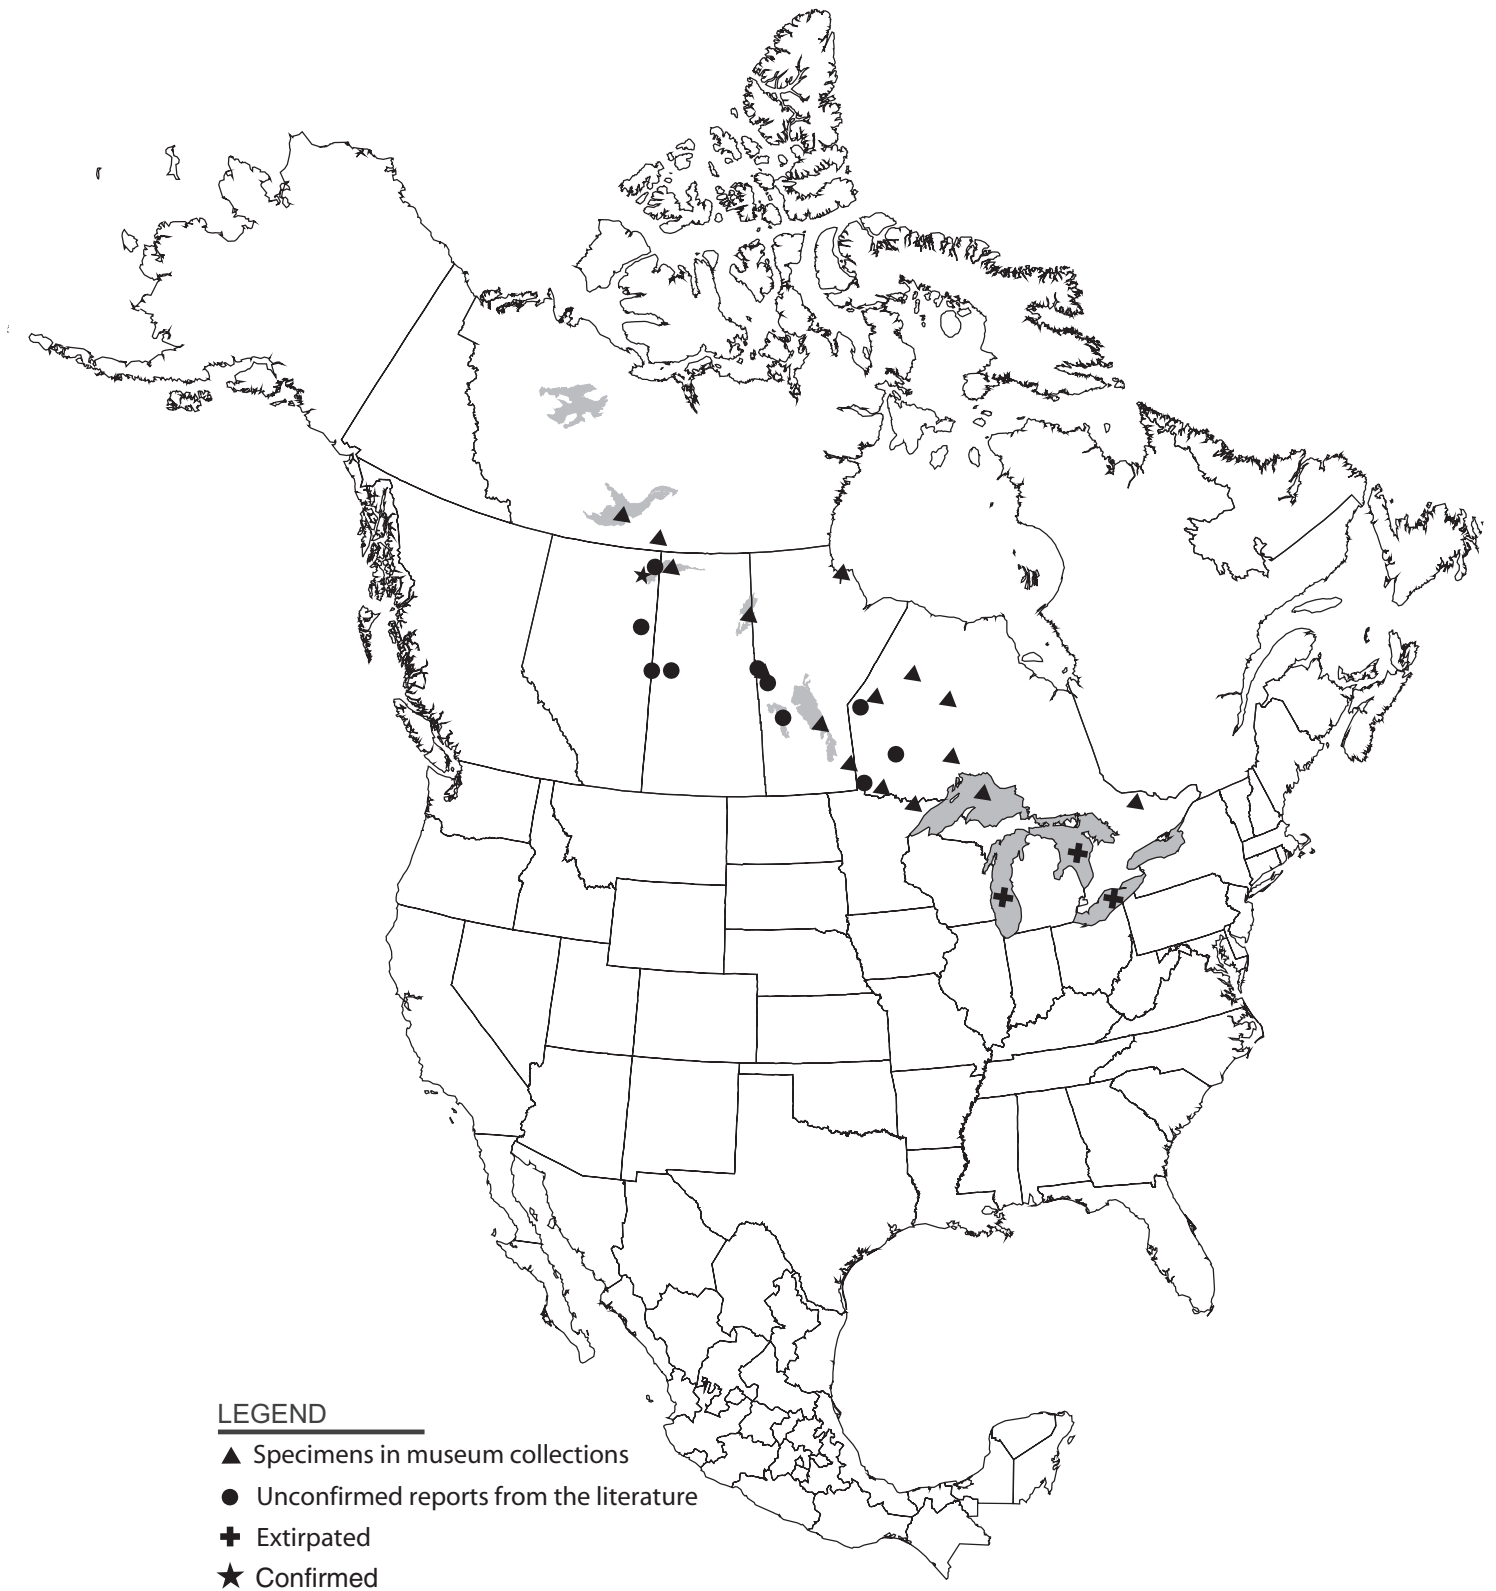 LEGEND
Specimens in museum collections
Unconfirmed reports from the literature
Extirpated
Confirmed